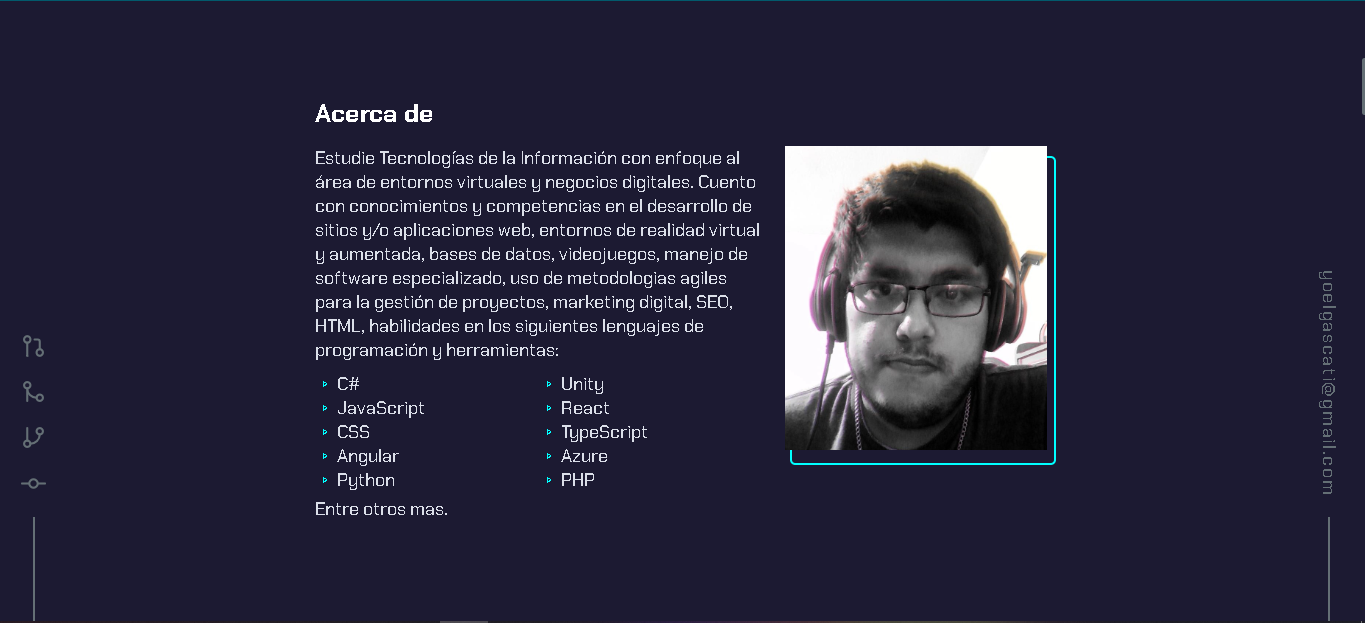 Acerca de
Estudie Tecnologías de la Información con enfoque al
área de entornos virtuales y negocios digitales. Cuento
con conocimientos y competencias en el desarrollo de
sitios y/o aplicaciones web, entornos de realidad virtual
y aumentada, bases de datos, videojuegos, manejo de
software especializado, uso de metodologias agiles
para la gestión de proyectos, marketing digital, SEO,
HTML, habilidades en los siguientes lenguajes de
programación y herramientas:
C#
JavaScript
CSS
Angular
Python
Unity
React
TypeScript
Azure
PHP
Entre otros mas.
yoelgascati@gmail.com